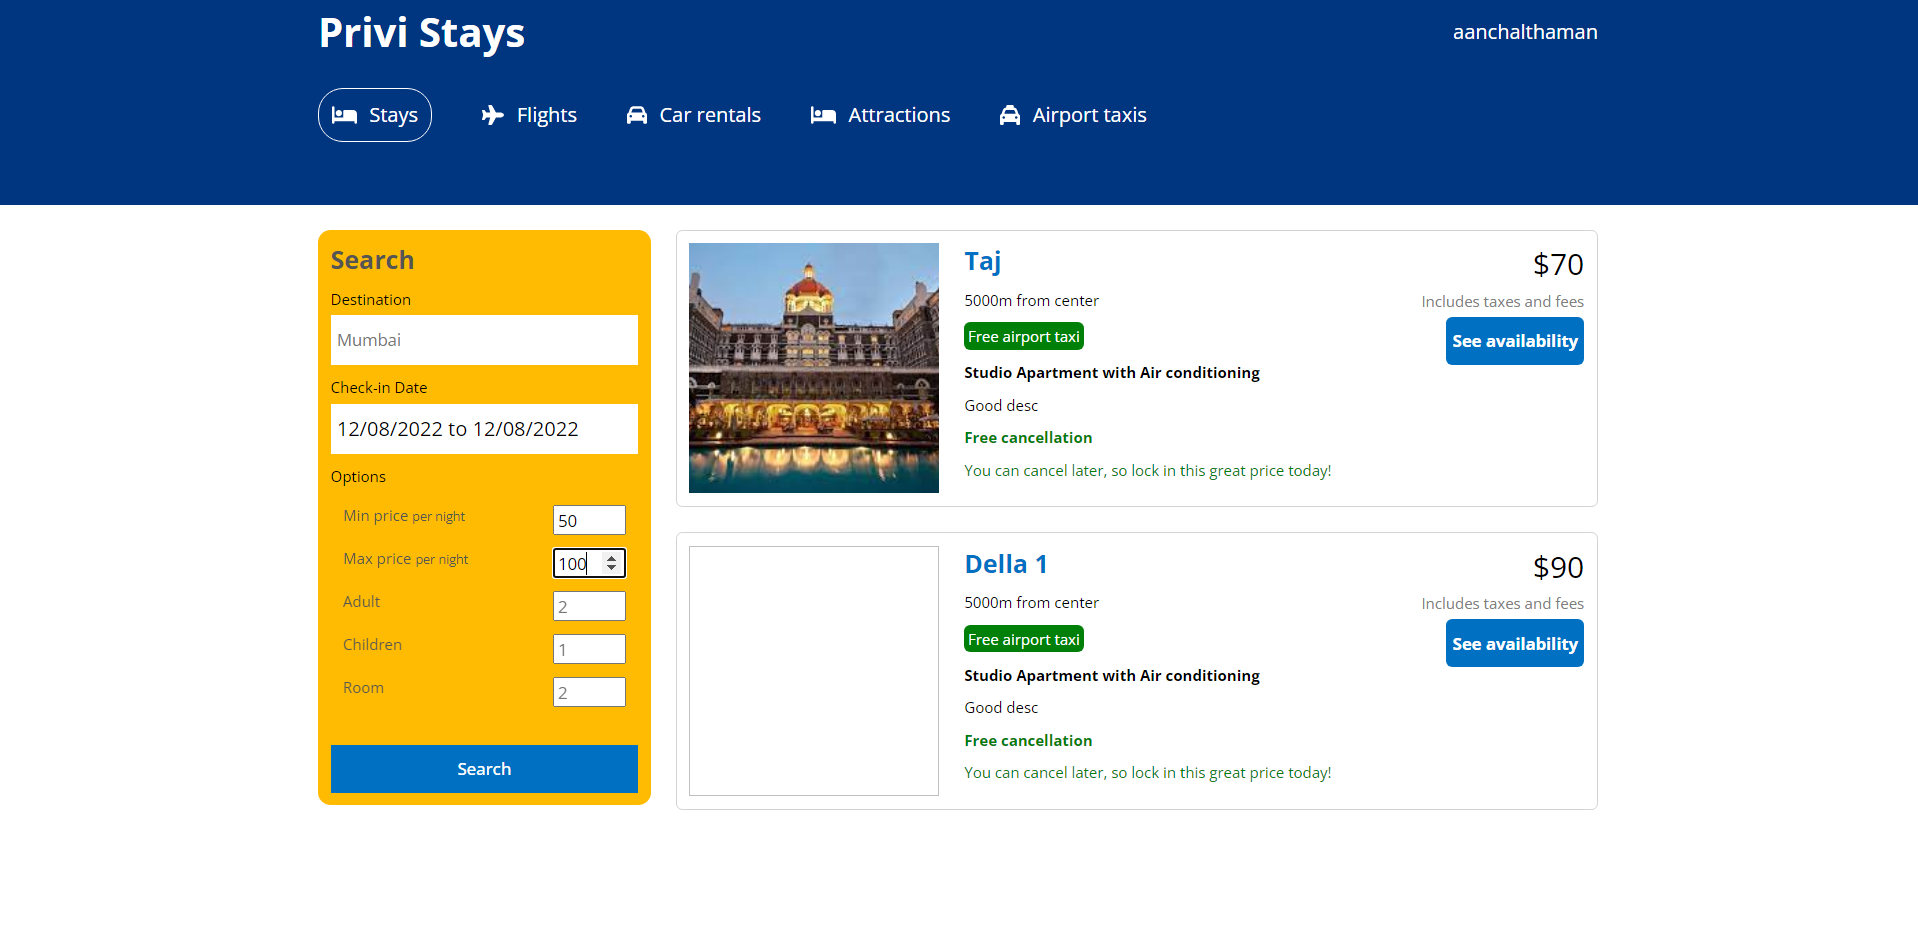 Privi Stays
aanchalthaman
Stays
Flights
Car rentals
Attractions
Airport taxis
Search
Destination
Mumbai
Check-in Date
12/08/2022 to 12/08/2022
Options
Min price per night
50
Max price per night
100
Adult
2
Children
1
Room
2
Search
Taj
5000m from center
Free airport taxi
Studio Apartment with Air conditioning
Good desc
Free cancellation
You can cancel later, so lock in this great price today!
$70
Includes taxes and fees
See availability
Della 1
5000m from center
Free airport taxi
Studio Apartment with Air conditioning
Good desc
Free cancellation
You can cancel later, so lock in this great price today!
$90
Includes taxes and fees
See availability